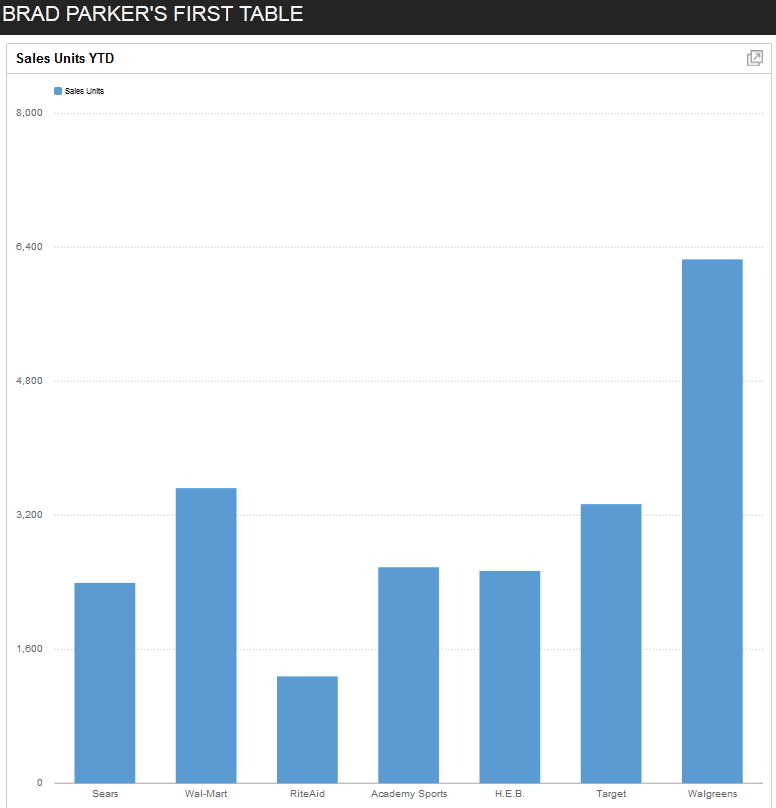 BRAD PARKER'S FIRST TABLE
Sales Units YTD
Sales Units
8,000
6,400
4,800
3,200
1,600
0
Sears Wal-Mart RiteAid Academy Sports H.E.B. Target Walgreens